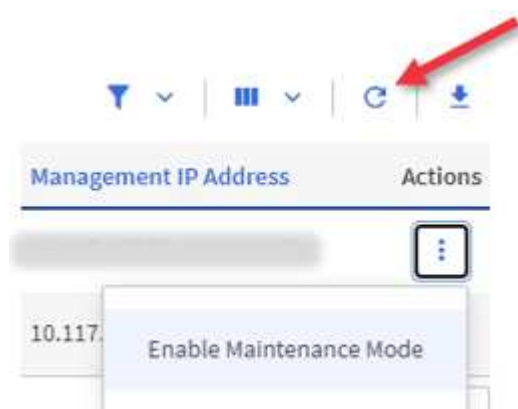 Management IP Address Actions
10.117.
Enable Maintenance Mode